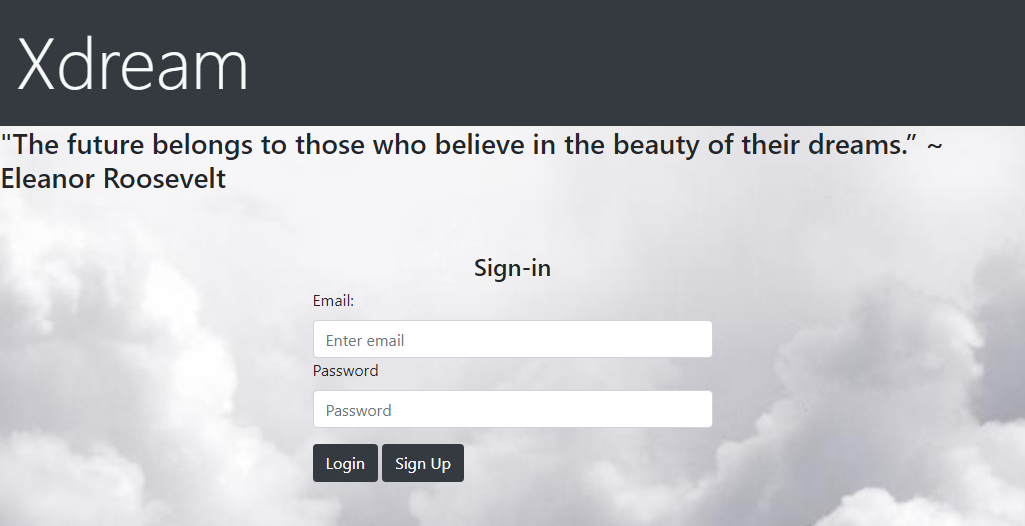 Xdream
"The future belongs to those who believe in the beauty of their dreams.” ~
Eleanor Roosevelt
Sign-in
Email:
Enter email
Password
Password
Login Sign Up